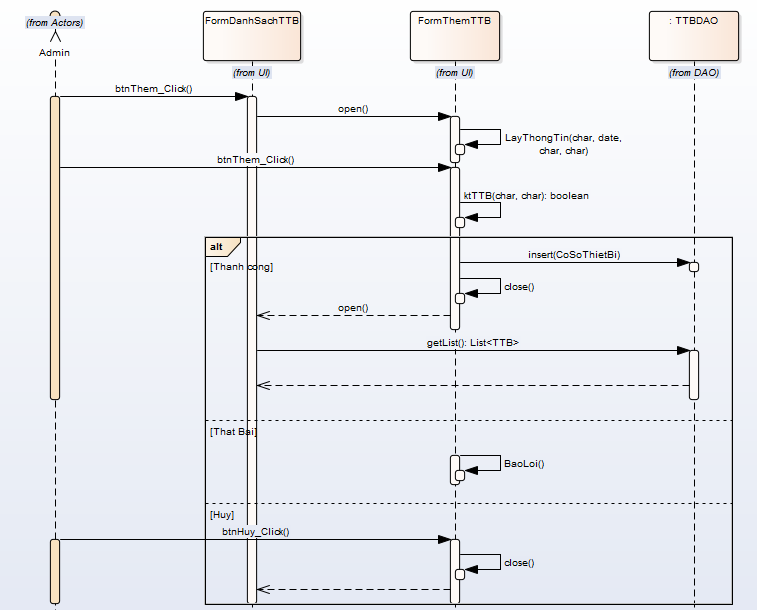 (from Actors)
Admin
FormDanhSachTTB
(from UI)
FormThemTTB
(from UI)
: TTBDAO
(from DAO)
btnThem_Click()
open()
LayThongTin(char, date,
char, char)
btnThem_Click()
ktTTB(char, char): boolean
alt
[Thanh cong]
insert(CoSoThietBi)
close()
open()
getList(): List<TTB>
[That Bai]
BaoLoi()
[Huy]
btnHuy_Click()
close()